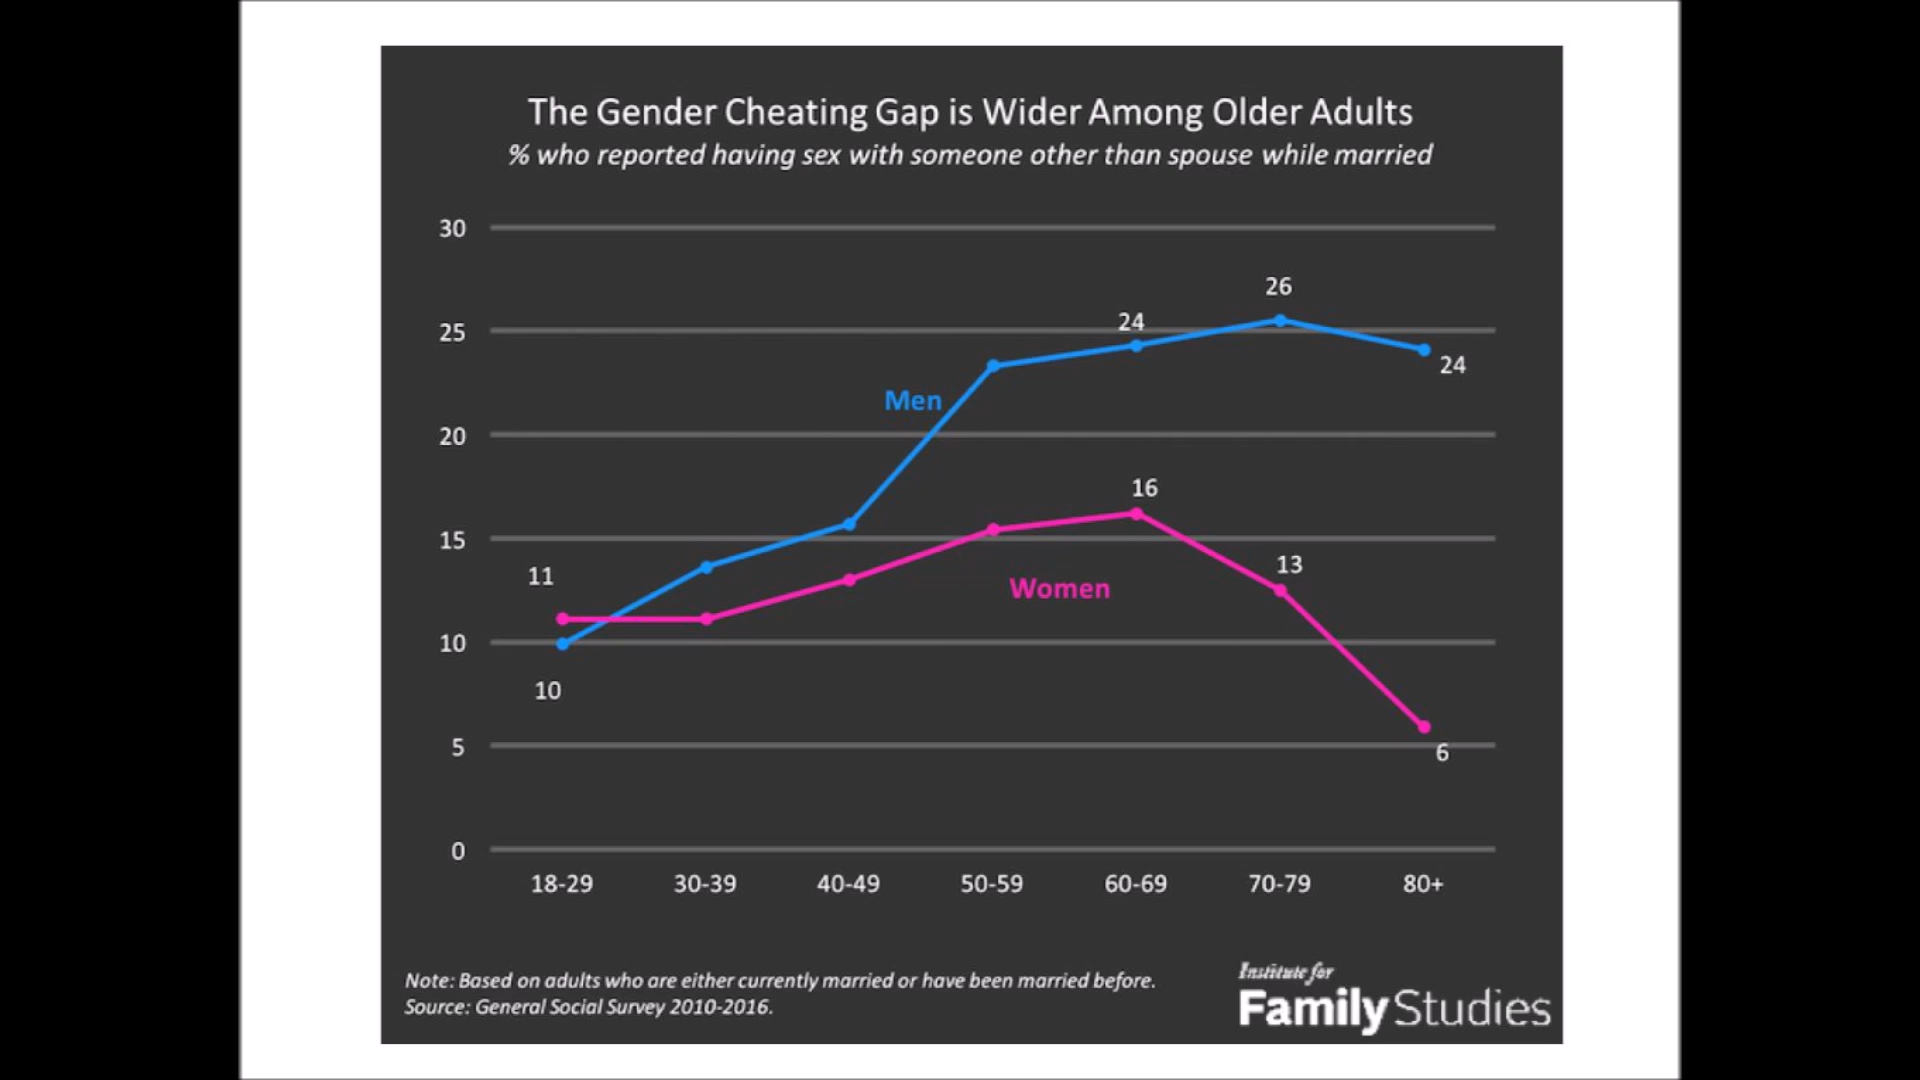 The Gender Cheating Gap is Wider Among Older Adults
% who reported having sex with someone other than spouse while married
30
25
20
15
10
5
0
26
24
24
Men
16
13
11
Women
10
6
18-29 30-39 40-49 50-59 60-69 70-79 80+
Note: Based on adults who are either currently married or have been married before.
Source: General Social Survey 2010-2016.
Institute for
Family Studies